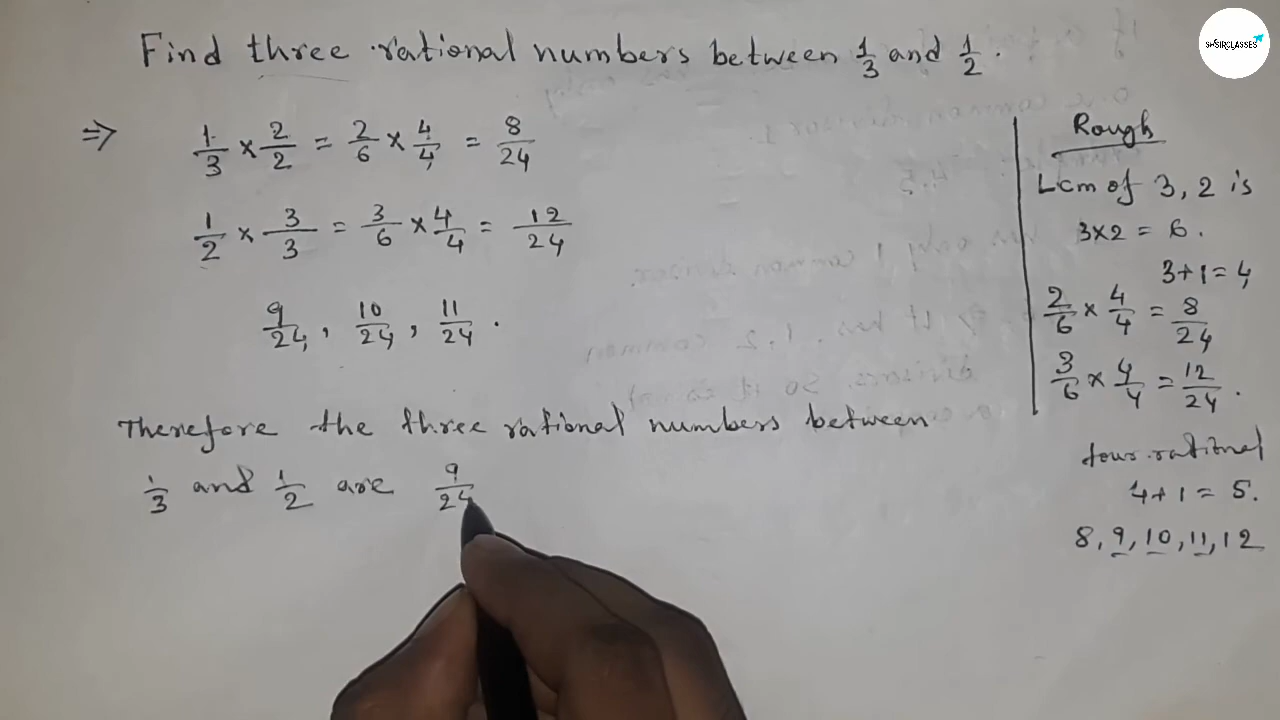 Find three rational numbers between 1/3 and 1/2.
SHSIRCLASSES
⇒ 1/3 × 2/2 = 2/6 × 4/4 = 8/24
1/2 × 3/3 = 3/6 × 4/4 = 12/24
9/24, 10/24, 11/24.
Therefore the three rational numbers between
1/3 and 1/2 are 9/24
Rough
Lcm of 3, 2 is
3×2 = 6.
3+1=4
2/6 × 4/4 = 8/24
3/6 × 4/4 = 12/24.
four rational
4+1 = 5.
8, 9, 10, 11, 12